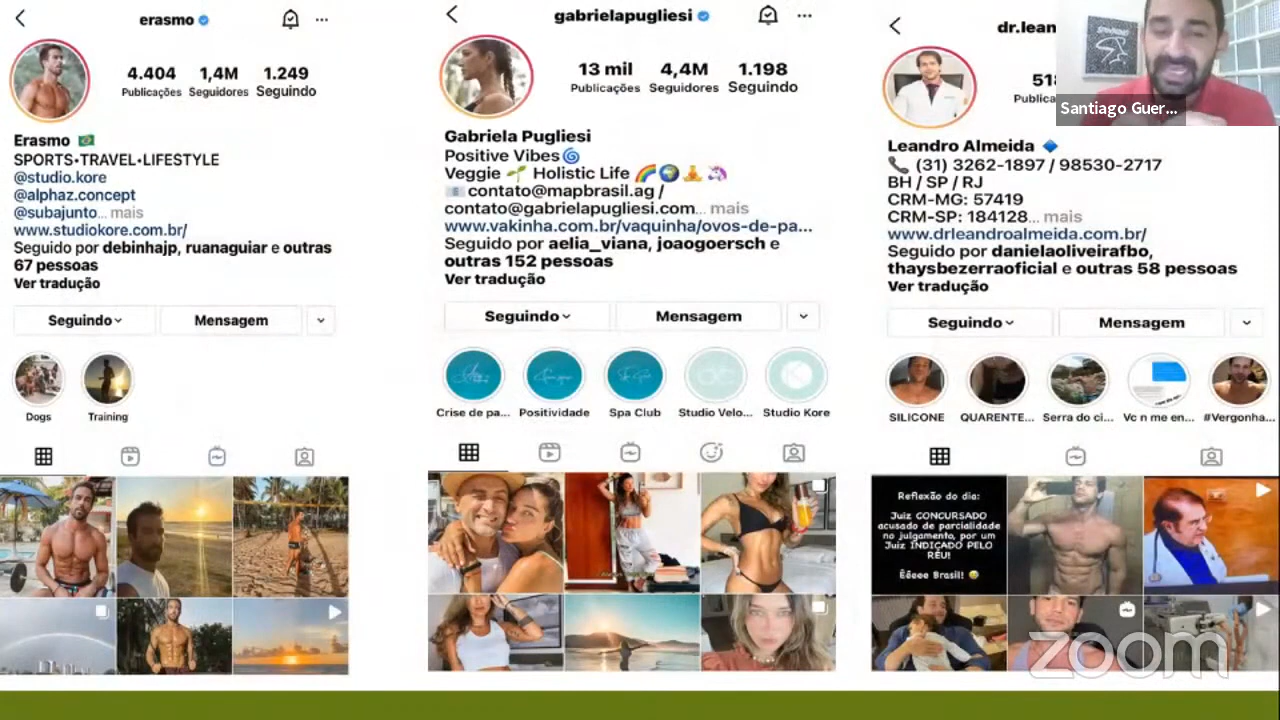 erasmo
4.404
1,4M
1.249
Publicações
Seguidores
Seguindo
Erasmo
SPORTS•TRAVEL•LIFESTYLE
@studio.kore
@alphaz.concept
@subajunto... mais
www.studiokore.com.br/
Seguido por debinhajp, ruanaguiar e outras
67 pessoas
Ver tradução
Seguindo
Mensagem
Dogs
Training
gabrielapugliesi
13 mil
4,4M
1.198
Publicações
Seguidores
Seguindo
Gabriela Pugliesi
Positive Vibes
Veggie Holistic Life
contato@mapbrasil.ag /
contato@gabrielapugliesi.com... mais
www.vakinha.com.br/vaquinha/ovos-de-pa...
Seguido por aelia_viana, joaogoersch e
outras 152 pessoas
Ver tradução
Seguindo
Mensagem
Crise de pa...
Positividade
Spa Club
Studio Velo...
Studio Kore
dr.lean
518
Publica
Santiago Guer...
Leandro Almeida
(31) 3262-1897 / 98530-2717
BH / SP / RJ
CRM-MG: 57419
CRM-SP: 184128... mais
www.drleandroalmeida.com.br/
Seguido por danielaoliveirafbo,
thaysbezerraoficial e outras 58 pessoas
Ver tradução
Seguindo
Mensagem
SILICONE
QUARENTE...
Serra do ci...
Vc n me en...
#Vergonha...
Reflexão do dia:
Juiz CONCURSADO
acusado de parcialidade
no julgamento, por um
Juiz INDICADO PELO
RÉU!
Êêeee Brasil!
zoom